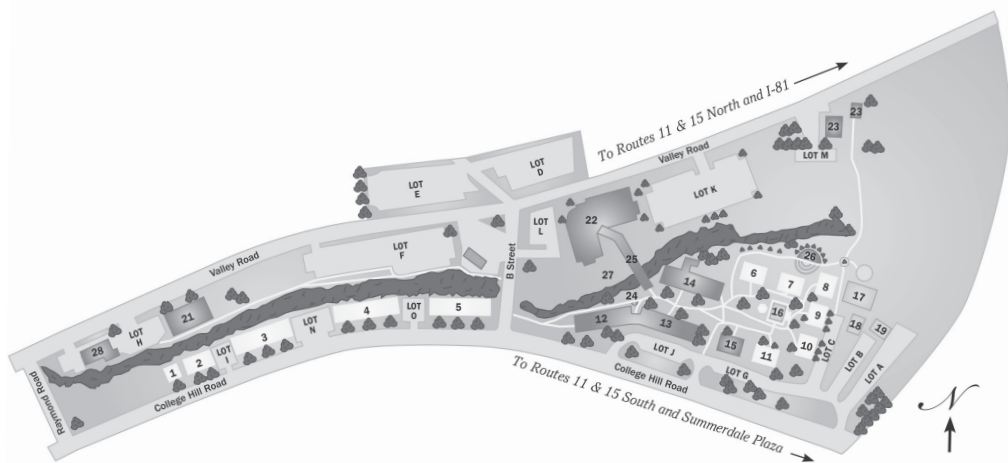 To Routes 11 & 15 North and I-81
23
23
LOT M
Valley Road
LOT D
LOT E
LOT K
LOT L
22
LOT F
B Street
Valley Road
25
26
27
14
6
7
8
17
24
16
9
18
19
21
LOT H
28
4
LOT O
5
12
13
15
11
10
LOT C
LOT B
LOT A
3
LOT N
LOT I
2
1
LOT J
LOT G
College Hill Road
College Hill Road
Raymond Road
To Routes 11 & 15 South and Summerdale Plaza
N